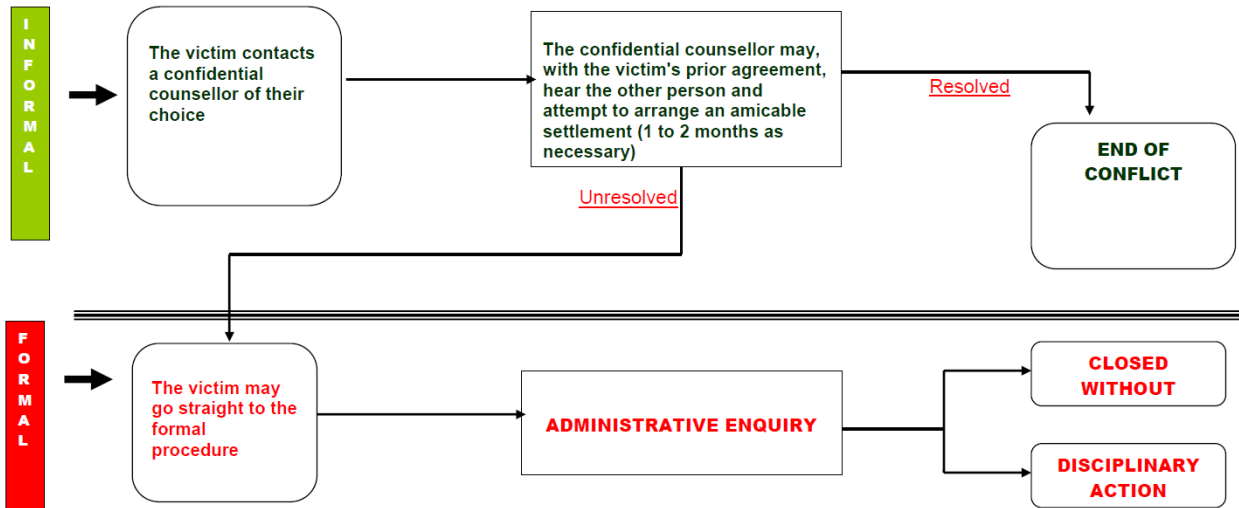 INFORMAL
The victim contacts
a confidential
counsellor of their
choice
The confidential counsellor may,
with the victim's prior agreement,
hear the other person and
attempt to arrange an amicable
settlement (1 to 2 months as
necessary)
Resolved
END OF
CONFLICT
Unresolved
FORMAL
The victim may
go straight to the
formal
procedure
ADMINISTRATIVE ENQUIRY
CLOSED
WITHOUT
DISCIPLINARY
ACTION